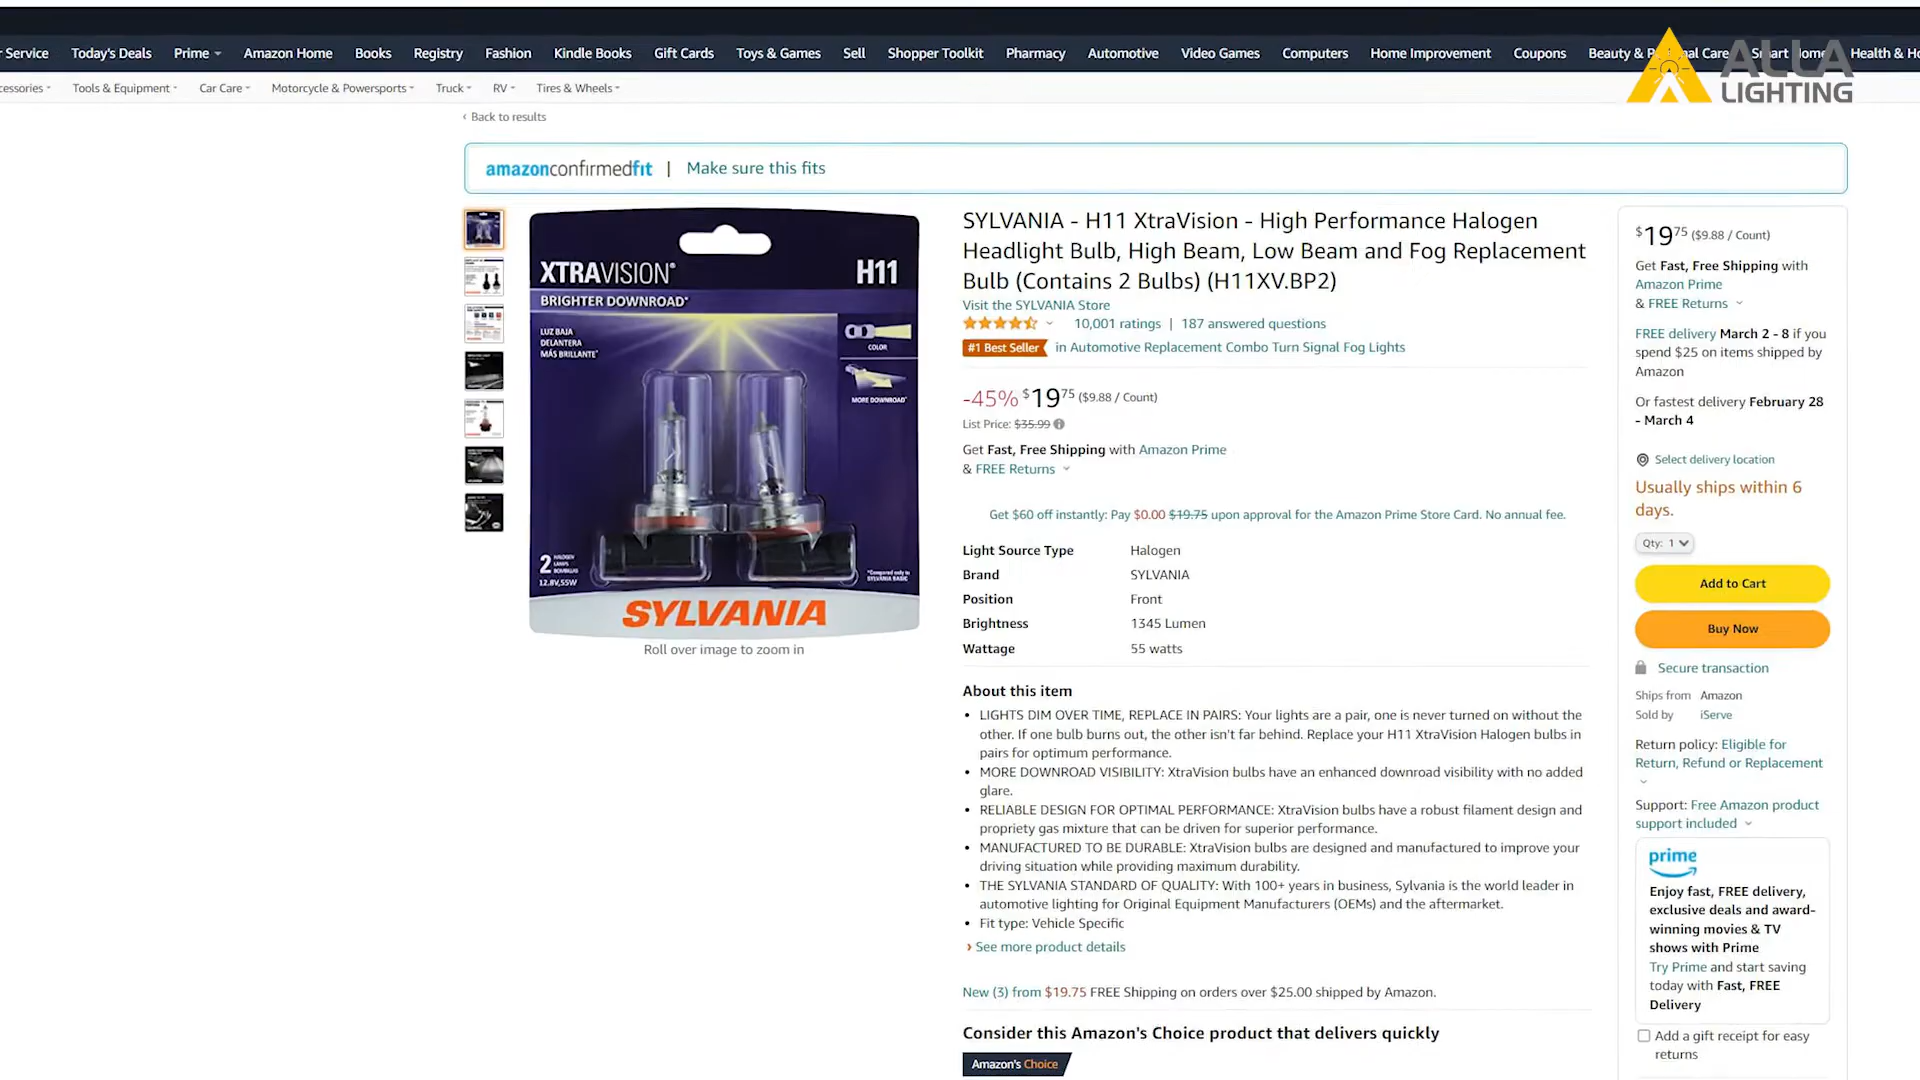 r Service Today's Deals Prime Amazon Home Books Registry Fashion Kindle Books Gift Cards Toys & Games Sell Shopper Toolkit Pharmacy Automotive Video Games Computers Home Improvement Coupons Beauty & Care Smart Health & Ho
ALLA
LIGHTING
cessories Tools & Equipment Car Care Motorcycle & Powersports Truck RV Tires & Wheels
‹ Back to results
amazonconfirmedfit | Make sure this fits
XTRAVISION® H11
BRIGHTER DOWNROAD*
LUZ BAJA
DELANTERA
MÁS BRILLANTE*
COLOR
MORE DOWNROAD*
2 HALOGEN
LAMPS
BOMBILLAS
12.8V,55W
*Compared only to
SYLVANIA BASIC
SYLVANIA
Roll over image to zoom in
SYLVANIA - H11 XtraVision - High Performance Halogen
Headlight Bulb, High Beam, Low Beam and Fog Replacement
Bulb (Contains 2 Bulbs) (H11XV.BP2)
Visit the SYLVANIA Store
10,001 ratings | 187 answered questions
#1 Best Seller in Automotive Replacement Combo Turn Signal Fog Lights
-45% $19 75 ($9.88 / Count)
List Price: $35.99
Get Fast, Free Shipping with Amazon Prime
& FREE Returns
Get $60 off instantly: Pay $0.00 $19.75 upon approval for the Amazon Prime Store Card. No annual fee.
Light Source Type Halogen
Brand SYLVANIA
Position Front
Brightness 1345 Lumen
Wattage 55 watts
About this item
• LIGHTS DIM OVER TIME, REPLACE IN PAIRS: Your lights are a pair, one is never turned on without the
other. If one bulb burns out, the other isn't far behind. Replace your H11 XtraVision Halogen bulbs in
pairs for optimum performance.
• MORE DOWNROAD VISIBILITY: XtraVision bulbs have an enhanced downroad visibility with no added
glare.
• RELIABLE DESIGN FOR OPTIMAL PERFORMANCE: XtraVision bulbs have a robust filament design and
propriety gas mixture that can be driven for superior performance.
• MANUFACTURED TO BE DURABLE: XtraVision bulbs are designed and manufactured to improve your
driving situation while providing maximum durability.
• THE SYLVANIA STANDARD OF QUALITY: With 100+ years in business, Sylvania is the world leader in
automotive lighting for Original Equipment Manufacturers (OEMs) and the aftermarket.
• Fit type: Vehicle Specific
› See more product details
New (3) from $19.75 FREE Shipping on orders over $25.00 shipped by Amazon.
Consider this Amazon's Choice product that delivers quickly
Amazon's Choice
$19 75 ($9.88 / Count)
Get Fast, Free Shipping with
Amazon Prime
& FREE Returns
FREE delivery March 2 - 8 if you
spend $25 on items shipped by
Amazon
Or fastest delivery February 28
- March 4
Select delivery location
Usually ships within 6
days.
Qty: 1
Add to Cart
Buy Now
Secure transaction
Ships from Amazon
Sold by iServe
Return policy: Eligible for
Return, Refund or Replacement
Support: Free Amazon product
support included
prime
Enjoy fast, FREE delivery,
exclusive deals and award-
winning movies & TV
shows with Prime
Try Prime and start saving
today with Fast, FREE
Delivery
Add a gift receipt for easy
returns